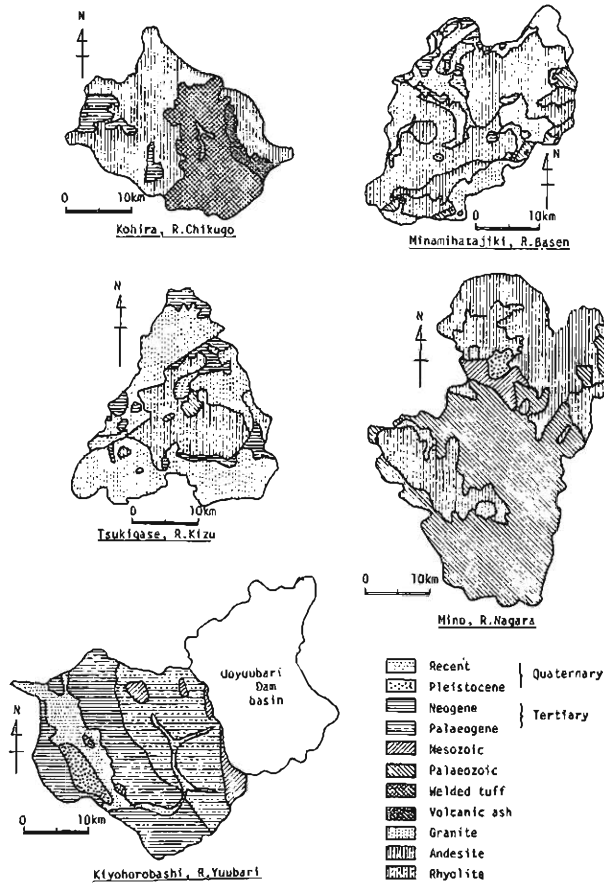 N
0 10km
Kohira, R.Chikugo
N
0 10km
Minamihatajiki, R.Basen
N
0 10km
Tsukigase, R.Kizu
N
0 10km
Mino, R.Nagara
Ooyuubari
Dam
basin
N
0 10km
Kiyohorobashi, R.Yuubari
Recent
Pleistocene
Quaternary
Neogene
Tertiary
Palaeogene
Mesozoic
Palaeozoic
Welded tuff
Volcanic ash
Granite
Andesite
Rhyolite